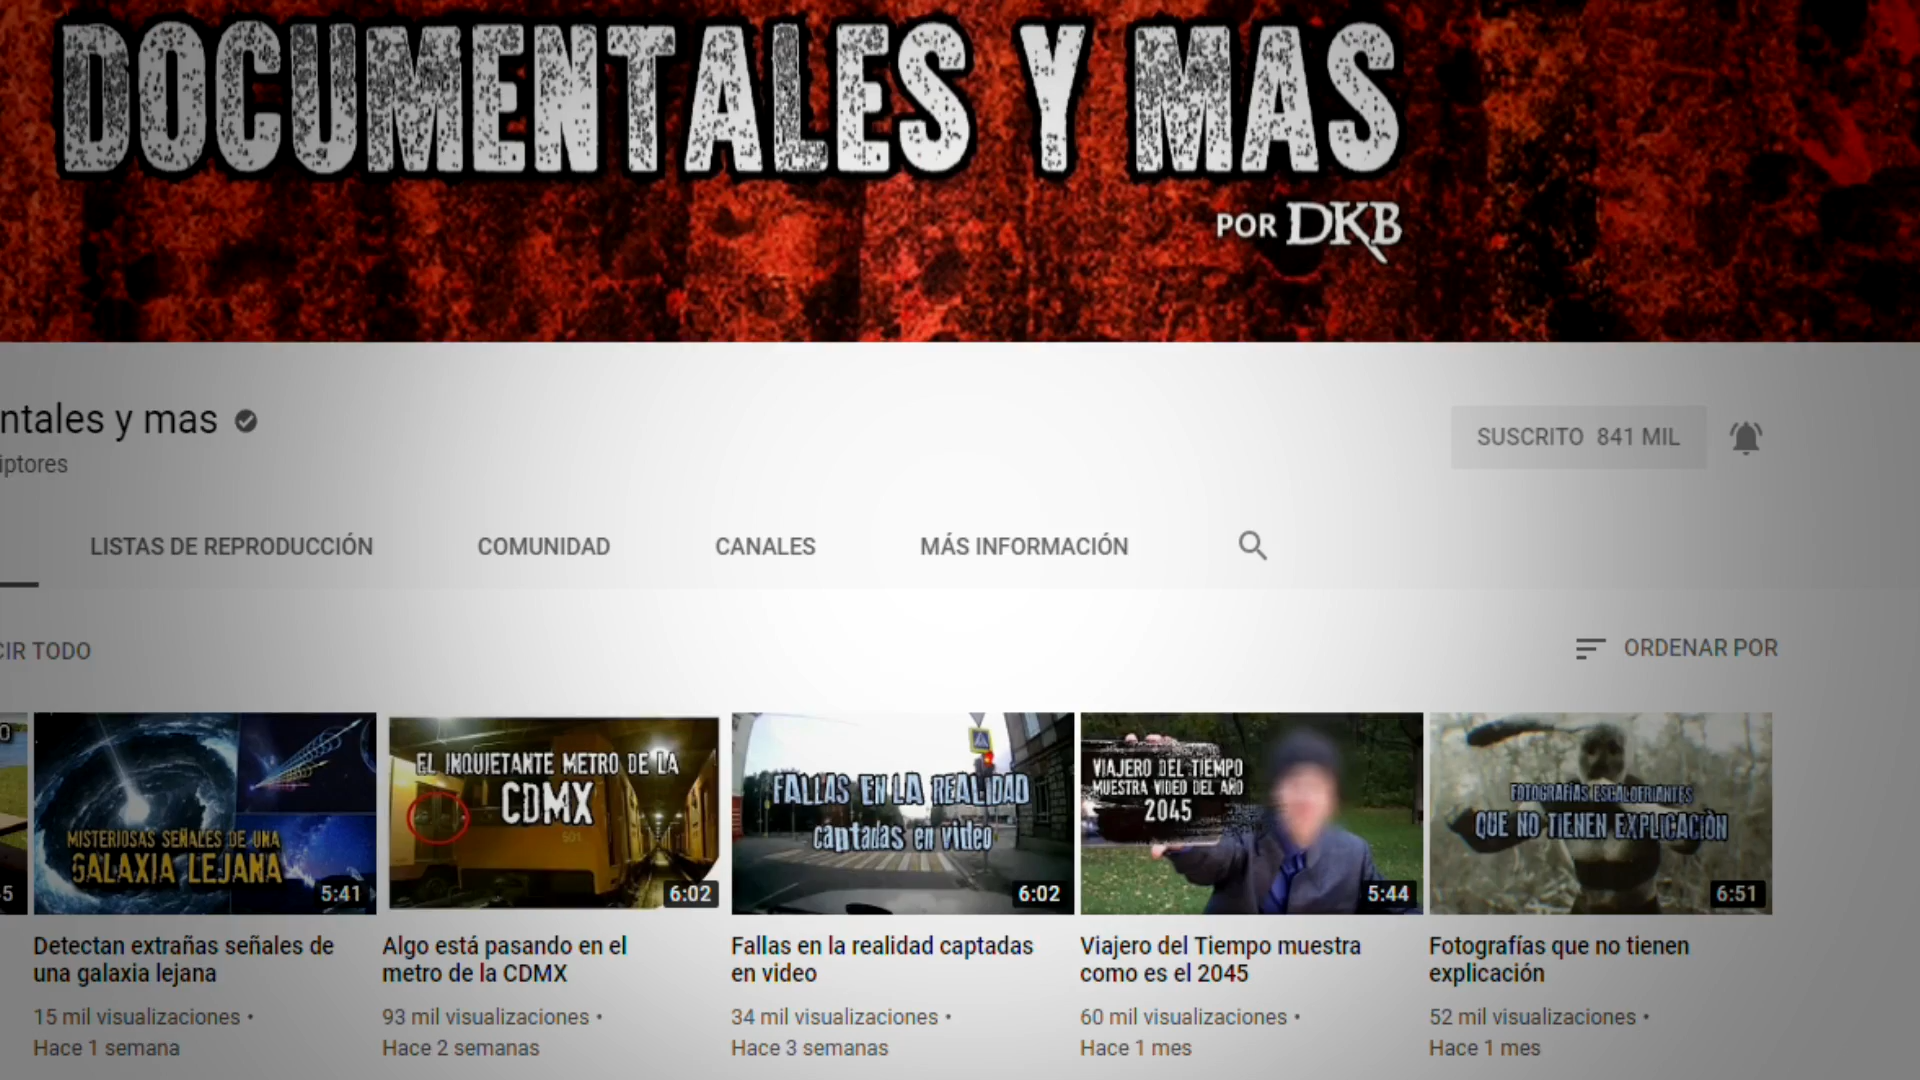 DOCUMENTALES Y MAS
POR DKB
ntales y mas
iptores
SUSCRITO 841 MIL
LISTAS DE REPRODUCCIÓN
COMUNIDAD
CANALES
MÁS INFORMACIÓN
CIR TODO
ORDENAR POR
MISTERIOSAS SEÑALES DE UNA
GALAXIA LEJANA
5:41
EL INQUIETANTE METRO DE LA
CDMX
501
6:02
FALLAS EN LA REALIDAD
captadas en video
6:02
VIAJERO DEL TIEMPO
MUESTRA VIDEO DEL AÑO
2045
5:44
FOTOGRAFÍAS ESCALOFRIANTES
QUE NO TIENEN EXPLICACIÒN
6:51
Detectan extrañas señales de
una galaxia lejana
15 mil visualizaciones •
Hace 1 semana
Algo está pasando en el
metro de la CDMX
93 mil visualizaciones •
Hace 2 semanas
Fallas en la realidad captadas
en video
34 mil visualizaciones •
Hace 3 semanas
Viajero del Tiempo muestra
como es el 2045
60 mil visualizaciones •
Hace 1 mes
Fotografías que no tienen
explicación
52 mil visualizaciones •
Hace 1 mes